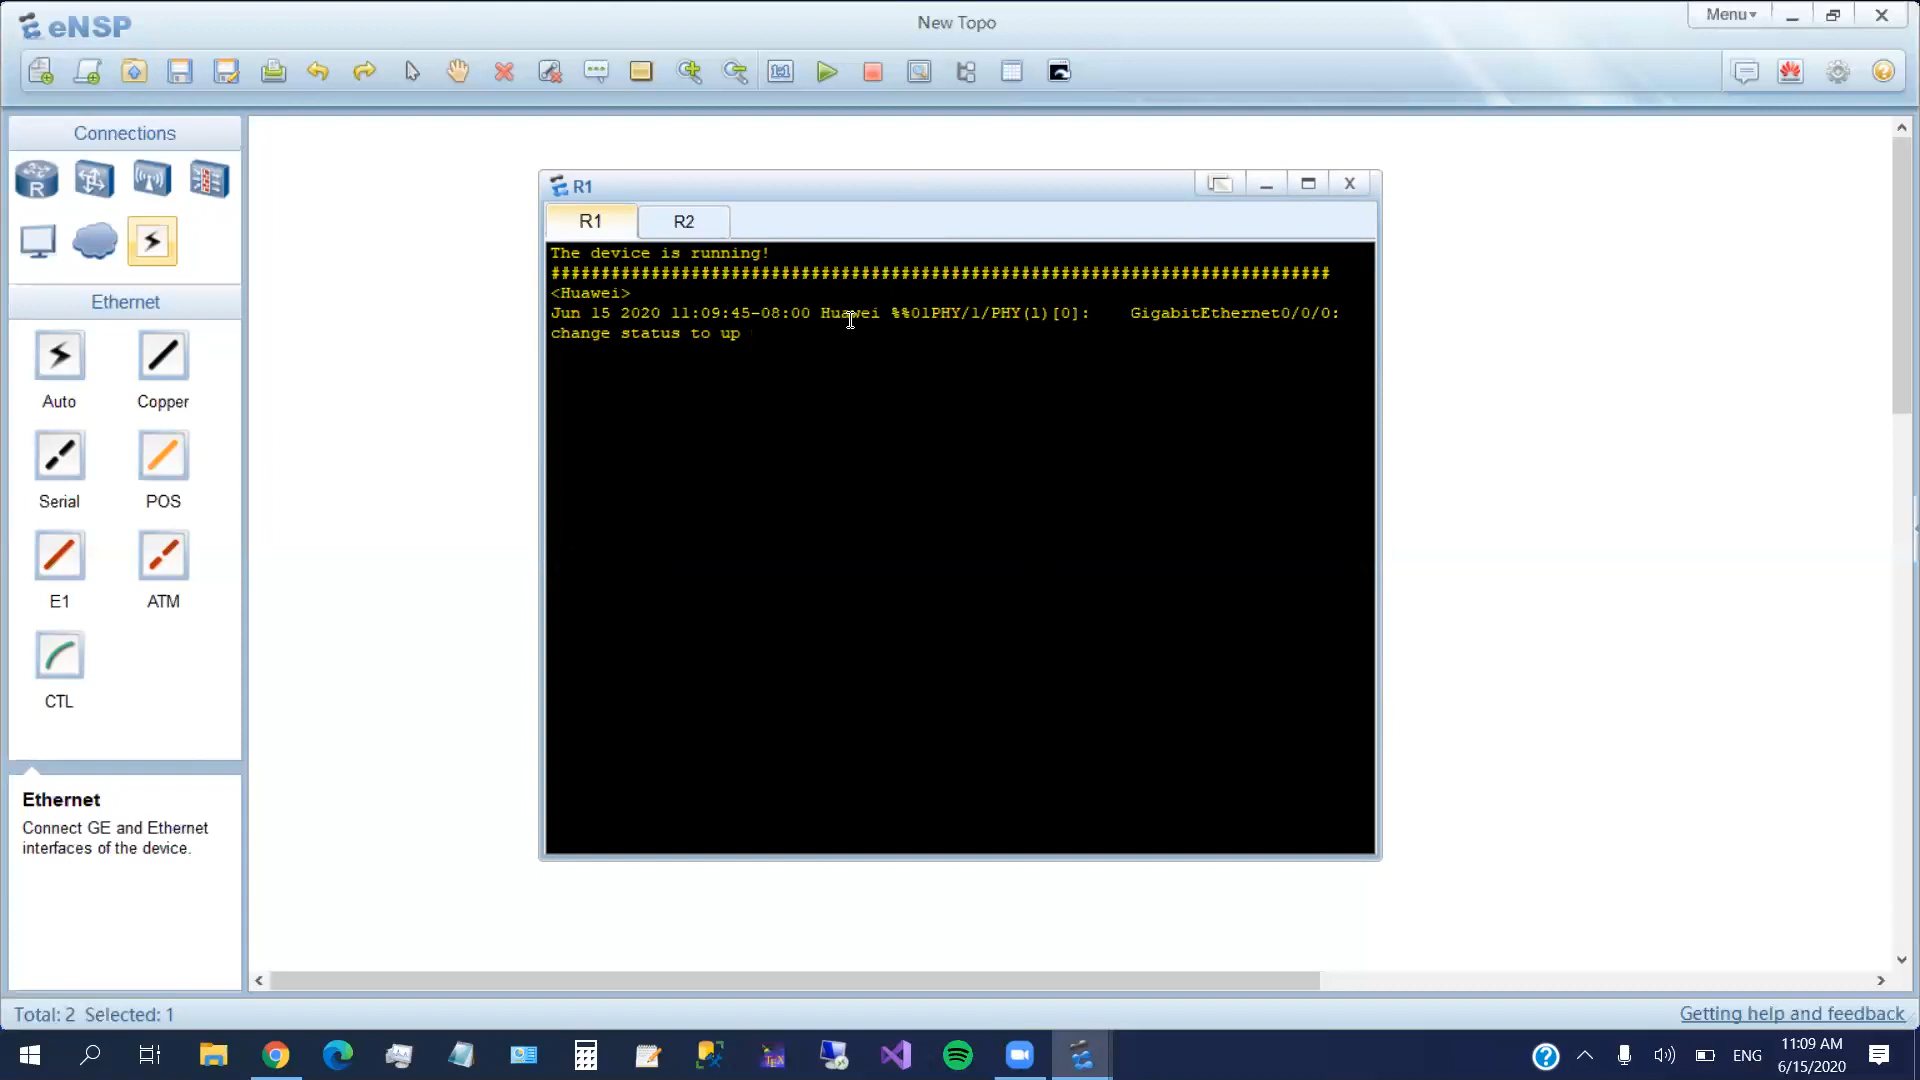 eNSP
New Topo
Menu
Connections
R
Ethernet
Auto
Copper
Serial
POS
E1
ATM
CTL
Ethernet
Connect GE and Ethernet
interfaces of the device.
R1
R1
R2
The device is running!
##############################################################################
<Huawei>
Jun 15 2020 11:09:45-08:00 Huawei %%01PHY/1/PHY(l)[0]:    GigabitEthernet0/0/0:
change status to up
Total: 2 Selected: 1
Getting help and feedback
ENG
11:09 AM
6/15/2020